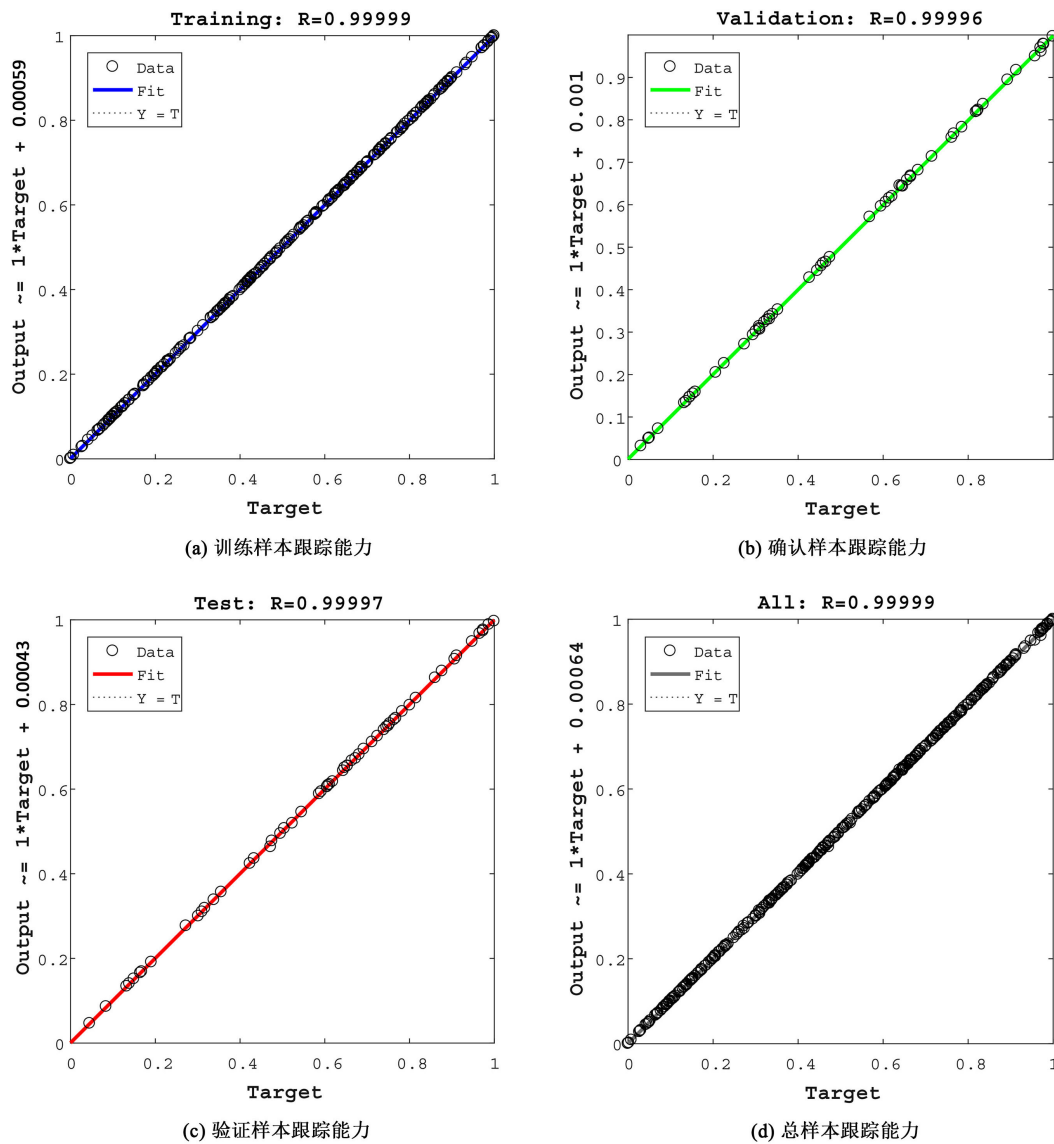 Training: R=0.99999
Output ~= 1*Target + 0.00059
Data
Fit
Y = T
1
0.8
0.6
0.4
0.2
0
0 0.2 0.4 0.6 0.8 1
Target
(a) 训练样本跟踪能力
Validation: R=0.99996
Output ~= 1*Target + 0.001
Data
Fit
Y = T
0.9
0.8
0.7
0.6
0.5
0.4
0.3
0.2
0.1
0
0 0.2 0.4 0.6 0.8 1
Target
(b) 确认样本跟踪能力
Test: R=0.99997
Output ~= 1*Target + 0.00043
Data
Fit
Y = T
1
0.8
0.6
0.4
0.2
0
0 0.2 0.4 0.6 0.8 1
Target
(c) 验证样本跟踪能力
All: R=0.99999
Output ~= 1*Target + 0.00064
Data
Fit
Y = T
1
0.8
0.6
0.4
0.2
0
0 0.2 0.4 0.6 0.8 1
Target
(d) 总样本跟踪能力